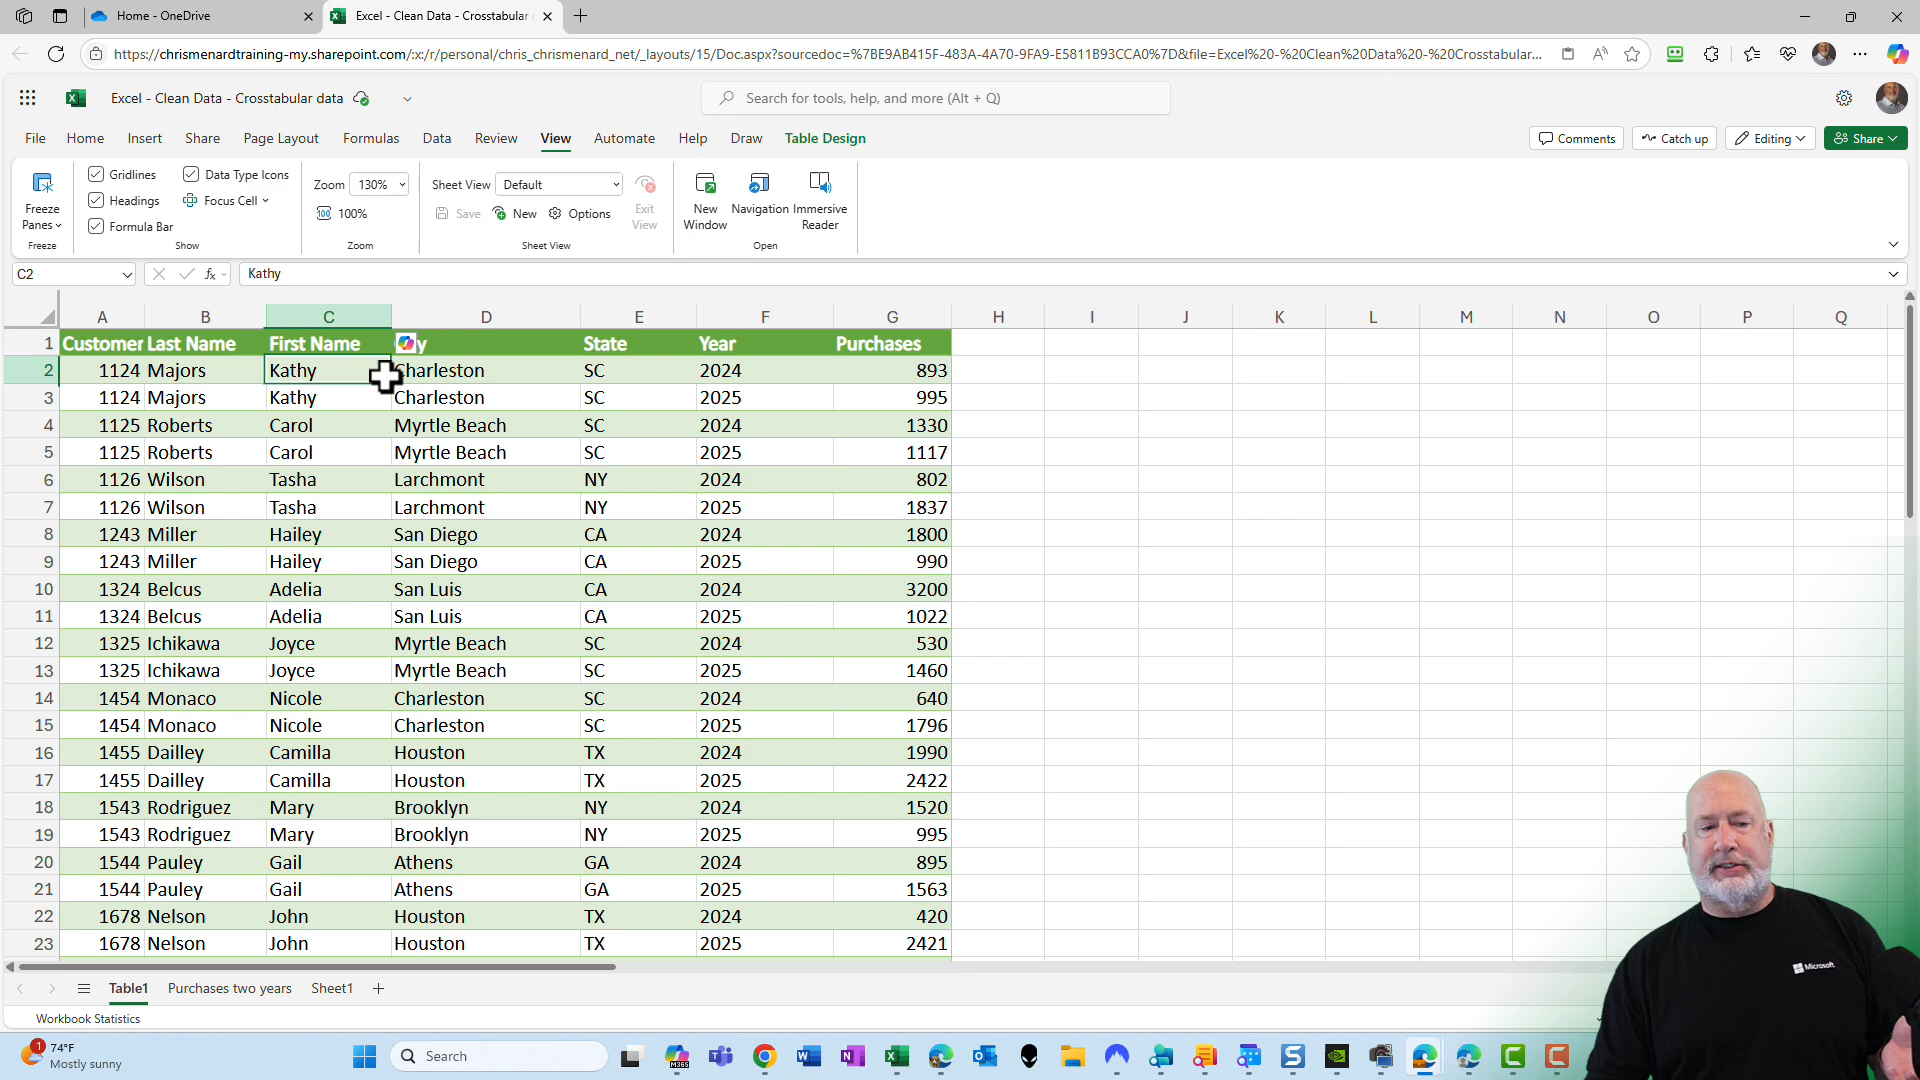 Home - OneDrive
Excel - Clean Data - Crosstabular
https://chrismenardtraining-my.sharepoint.com/:x:/r/personal/chris_chrismenard_net/_layouts/15/Doc.aspx?sourcedoc=%7BE9AB415F-483A-4A70-9FA9-E5811B93CCA0%7D&file=Excel%20-%20Clean%20Data%20-%20Crosstabular...
Excel - Clean Data - Crosstabular data
Search for tools, help, and more (Alt + Q)
File Home Insert Share Page Layout Formulas Data Review View Automate Help Draw Table Design
Comments Catch up Editing Share
Gridlines Data Type Icons
Zoom 130% Sheet View Default
Headings Focus Cell
Freeze Panes
100% Save New Options Exit View
New Window Navigation Immersive Reader
Formula Bar
Freeze Show Zoom Sheet View Open
C2 fx Kathy
A B C D E F G H I J K L M N O P Q
1 Customer Last Name First Name y State Year Purchases
2 1124 Majors Kathy Charleston SC 2024 893
3 1124 Majors Kathy Charleston SC 2025 995
4 1125 Roberts Carol Myrtle Beach SC 2024 1330
5 1125 Roberts Carol Myrtle Beach SC 2025 1117
6 1126 Wilson Tasha Larchmont NY 2024 802
7 1126 Wilson Tasha Larchmont NY 2025 1837
8 1243 Miller Hailey San Diego CA 2024 1800
9 1243 Miller Hailey San Diego CA 2025 990
10 1324 Belcus Adelia San Luis CA 2024 3200
11 1324 Belcus Adelia San Luis CA 2025 1022
12 1325 Ichikawa Joyce Myrtle Beach SC 2024 530
13 1325 Ichikawa Joyce Myrtle Beach SC 2025 1460
14 1454 Monaco Nicole Charleston SC 2024 640
15 1454 Monaco Nicole Charleston SC 2025 1796
16 1455 Dailley Camilla Houston TX 2024 1990
17 1455 Dailley Camilla Houston TX 2025 2422
18 1543 Rodriguez Mary Brooklyn NY 2024 1520
19 1543 Rodriguez Mary Brooklyn NY 2025 995
20 1544 Pauley Gail Athens GA 2024 895
21 1544 Pauley Gail Athens GA 2025 1563
22 1678 Nelson John Houston TX 2024 420
23 1678 Nelson John Houston TX 2025 2421
Microsoft
Table1 Purchases two years Sheet1
Workbook Statistics
1
74°F
Mostly sunny
Search
M365